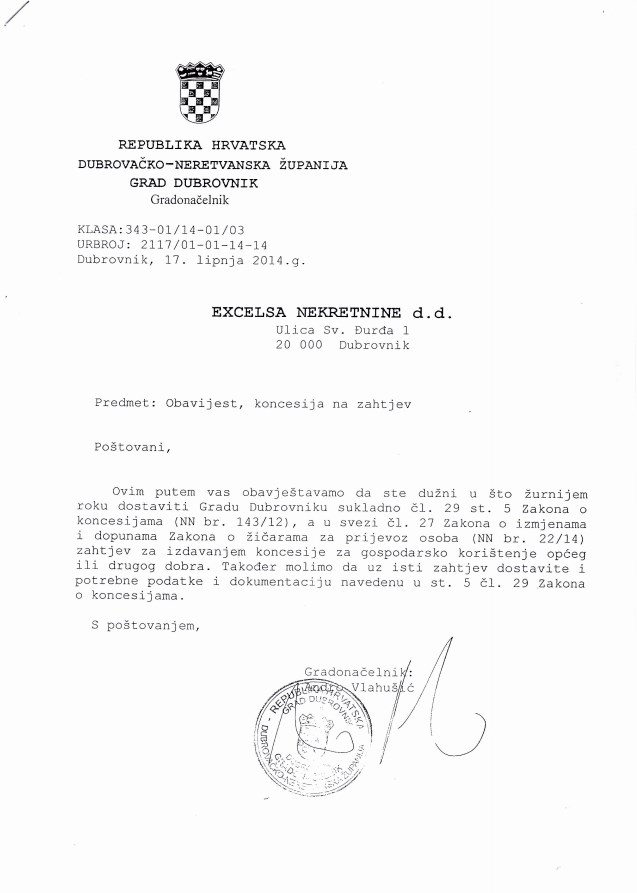 REPUBLIKA HRVATSKA
DUBROVAČKO-NERETVANSKA ŽUPANIJA
GRAD DUBROVNIK
Gradonačelnik
KLASA:343-01/14-01/03
URBROJ: 2117/01-01-14-14
Dubrovnik, 17. lipnja 2014.g.
EXCELSA NEKRETNINE d.d.
Ulica Sv. Đurđa 1
20 000 Dubrovnik
Predmet: Obavijest, koncesija na zahtjev
Poštovani,
Ovim putem vas obavještavamo da ste dužni u što žurnijem
roku dostaviti Gradu Dubrovniku sukladno čl. 29 st. 5 Zakona o
koncesijama (NN br. 143/12), a u svezi čl. 27 Zakona o izmjenama
i dopunama Zakona o žičarama za prijevoz osoba (NN br. 22/14)
zahtjev za izdavanjem koncesije za gospodarsko korištenje općeg
ili drugog dobra. Također molimo da uz isti zahtjev dostavite i
potrebne podatke i dokumentaciju navedenu u st. 5 čl. 29 Zakona
o koncesijama.
S poštovanjem,
Gradonačelnik:
Andro Vlahušić
REPUBLIKA HRVATSKA
GRAD DUBROVNIK